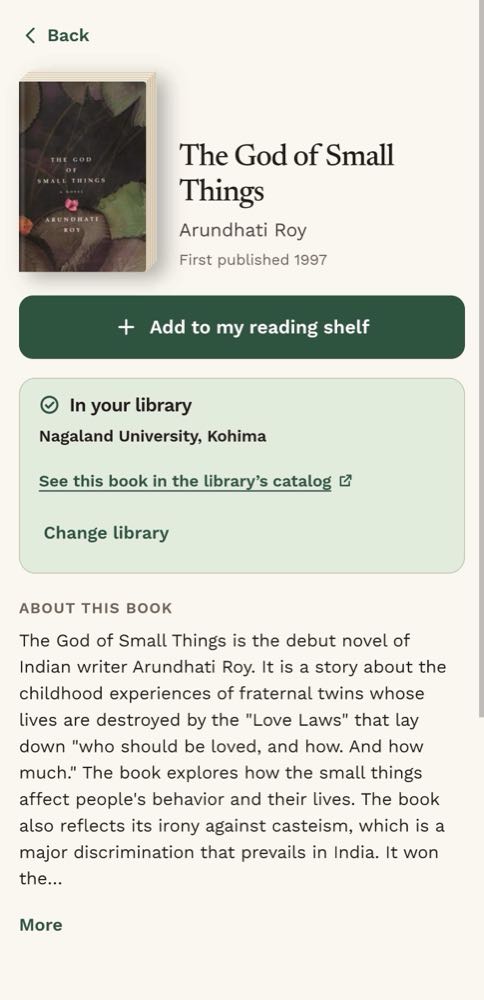 Back
THE GOD
OF
SMALL THINGS
A NOVEL
ARUNDHATI
ROY
The God of Small
Things
Arundhati Roy
First published 1997
Add to my reading shelf
In your library
Nagaland University, Kohima
See this book in the library’s catalog
Change library
ABOUT THIS BOOK
The God of Small Things is the debut novel of
Indian writer Arundhati Roy. It is a story about the
childhood experiences of fraternal twins whose
lives are destroyed by the "Love Laws" that lay
down "who should be loved, and how. And how
much." The book explores how the small things
affect people's behavior and their lives. The book
also reflects its irony against casteism, which is a
major discrimination that prevails in India. It won
the...
More